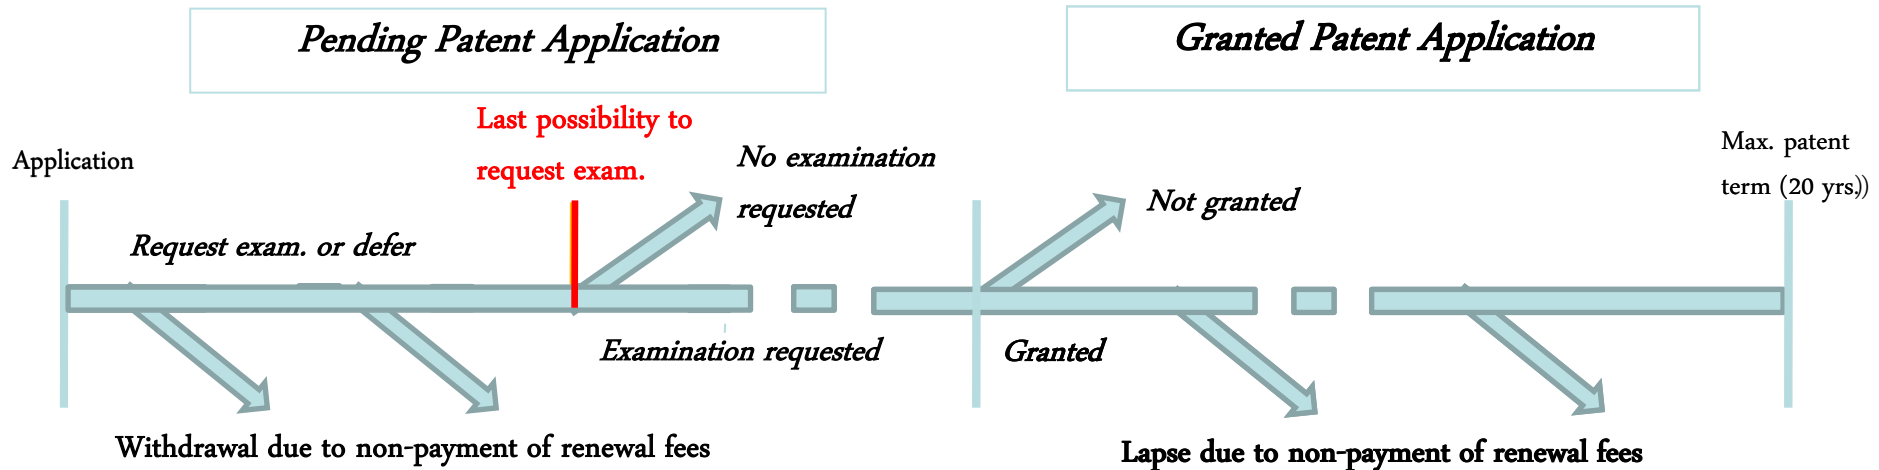 Pending Patent Application
Granted Patent Application
Last possibility to
request exam.
Application
No examination
requested
Max. patent
term (20 yrs.))
Not granted
Request exam. or defer
Examination requested
Granted
Withdrawal due to non-payment of renewal fees
Lapse due to non-payment of renewal fees